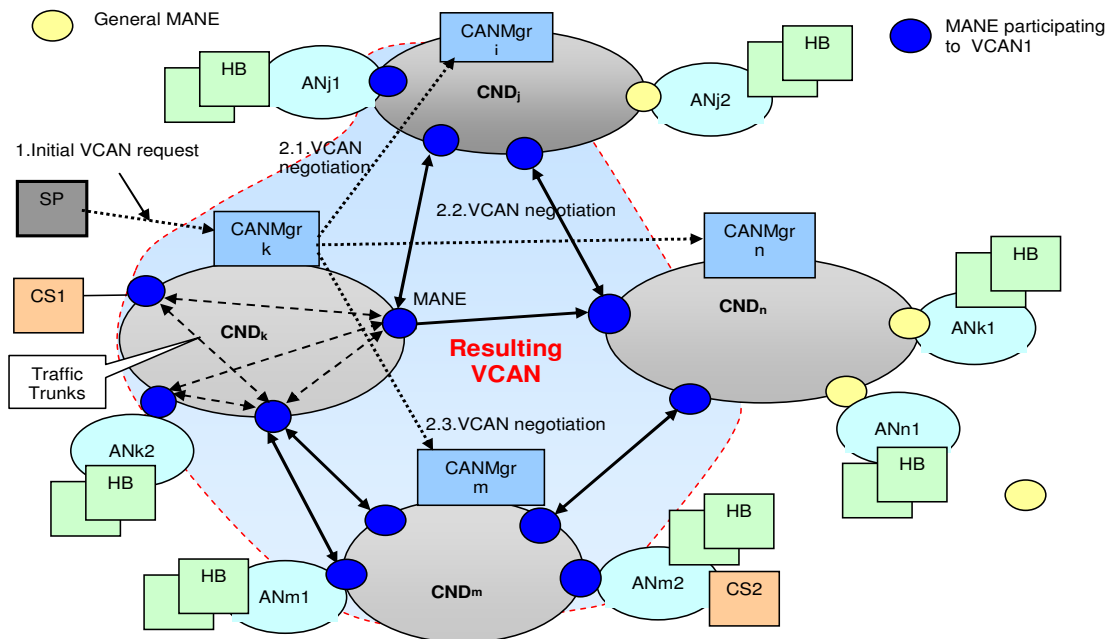 General MANE
CANMgr
j
MANE participating
to VCAN1
HB
ANj1
CNDj
ANj2
HB
1.Initial VCAN request
2.1.VCAN
negotiation
SP
CANMgr
k
2.2.VCAN negotiation
CANMgr
n
HB
CS1
MANE
CNDk
CNDn
ANk1
Resulting
VCAN
Traffic
Trunks
2.3.VCAN negotiation
ANk2
HB
CANMgr
m
ANn1
HB
HB
HB
ANm1
CNDm
ANm2
CS2